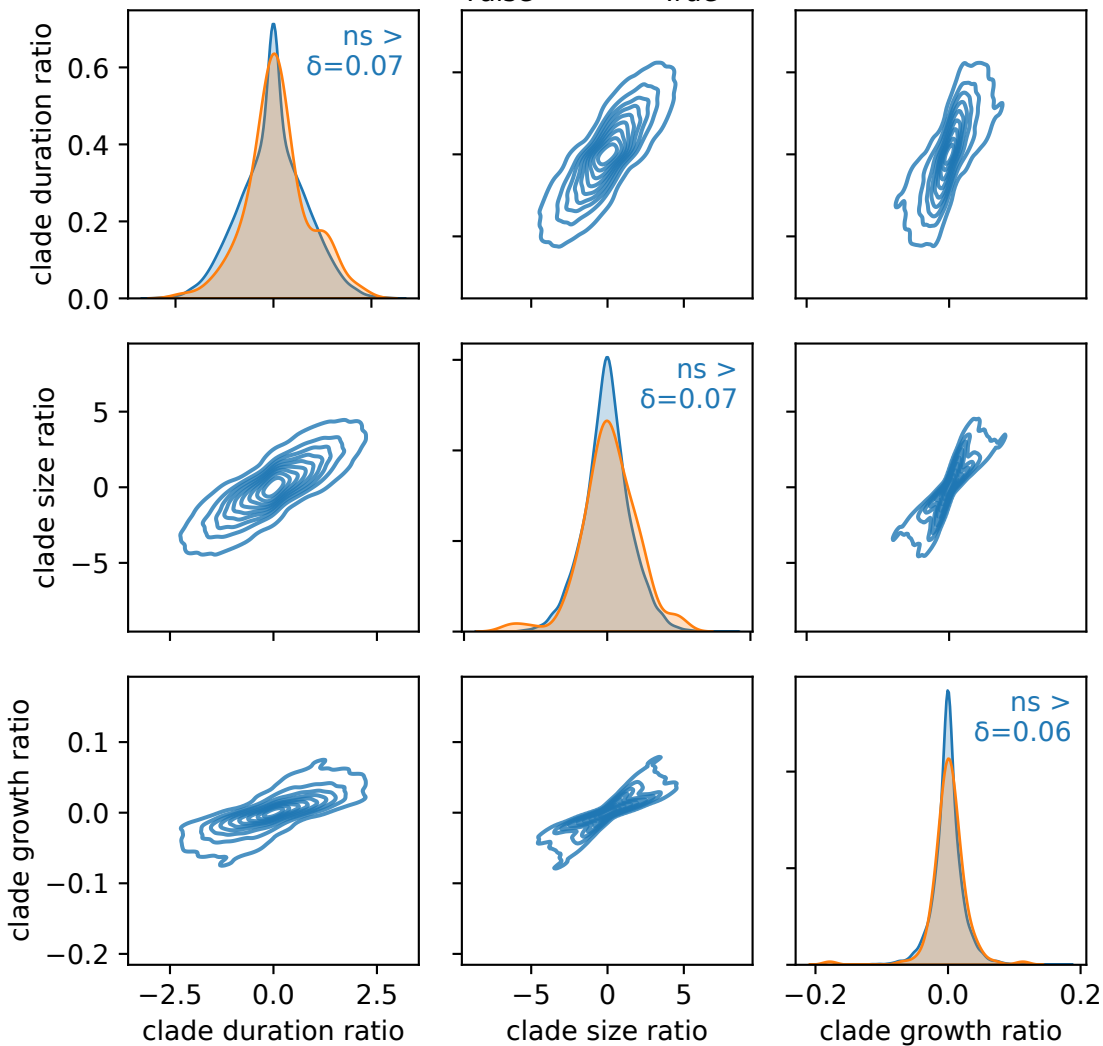 True
clade duration ratio
0.6
0.4
0.2
0.0
ns >
δ=0.07
clade size ratio
5
0
−5
ns >
δ=0.07
clade growth ratio
0.1
0.0
−0.1
−0.2
ns >
δ=0.06
−2.5 0.0 2.5
−5 0 5
−0.2 0.0 0.2
clade duration ratio
clade size ratio
clade growth ratio